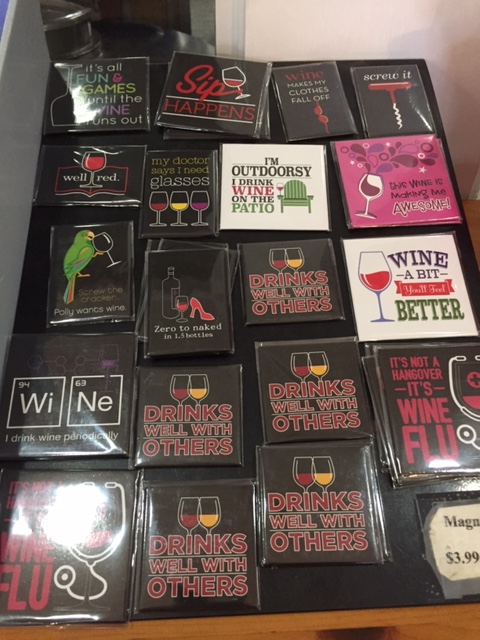 it's all
FUN &
GAMES
until the
WINE
runs out
Sip
HAPPENS
wine
MAKES MY
CLOTHES
FALL OFF
screw it
well red.
my doctor
says I need
glasses
I'M
OUTDOORSY
I DRINK
WINE
ON THE
PATIO
THIS WINE IS
MAKING ME
AWESOME!
Screw the
cracker.
Polly wants wine.
Zero to naked
in 1.5 bottles
DRINKS
WELL WITH
OTHERS
WINE
A BIT
You'll Feel
BETTER
94 63
Wi Ne
I drink wine periodically
DRINKS
WELL WITH
OTHERS
DRINKS
WELL WITH
OTHERS
IT'S NOT A
HANGOVER
IT'S
WINE
FLU
IT'S NOT A
WINE
FLU
DRINKS
WELL WITH
OTHERS
DRINKS
WELL WITH
OTHERS
Magn
$3.99